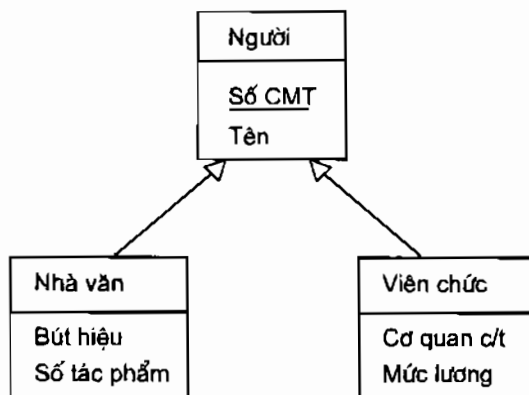 Người
Số CMT
Tên
Nhà văn
Bút hiệu
Số tác phẩm
Viên chức
Cơ quan c/t
Mức lương